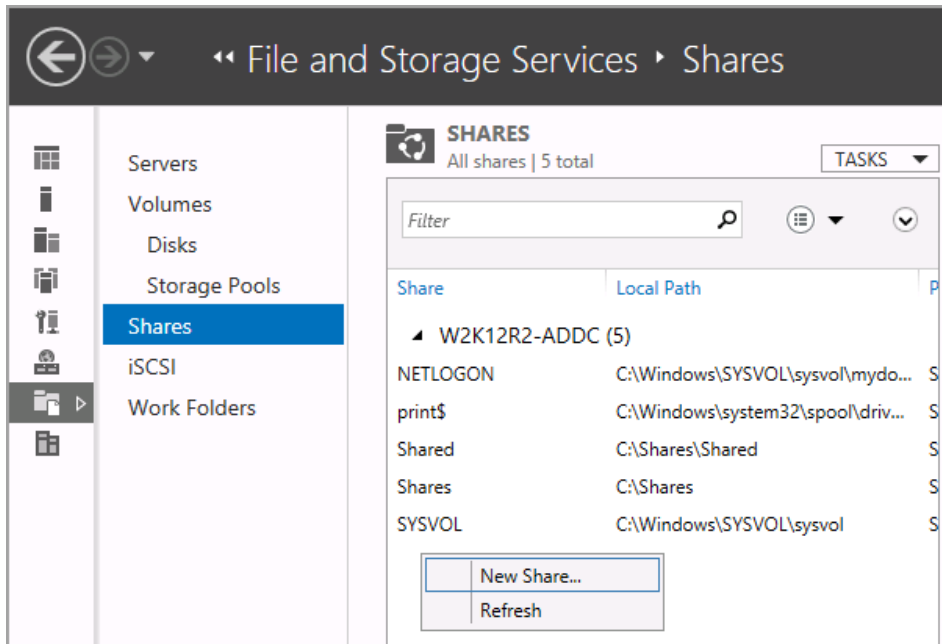 File and Storage Services ‣ Shares
Servers
Volumes
Disks
Storage Pools
Shares
iSCSI
Work Folders
SHARES
All shares | 5 total
TASKS
Filter
Share Local Path P
W2K12R2-ADDC (5)
NETLOGON C:\Windows\SYSVOL\sysvol\mydo... S
print$ C:\Windows\system32\spool\driv... S
Shared C:\Shares\Shared S
Shares C:\Shares S
SYSVOL C:\Windows\SYSVOL\sysvol S
New Share...
Refresh